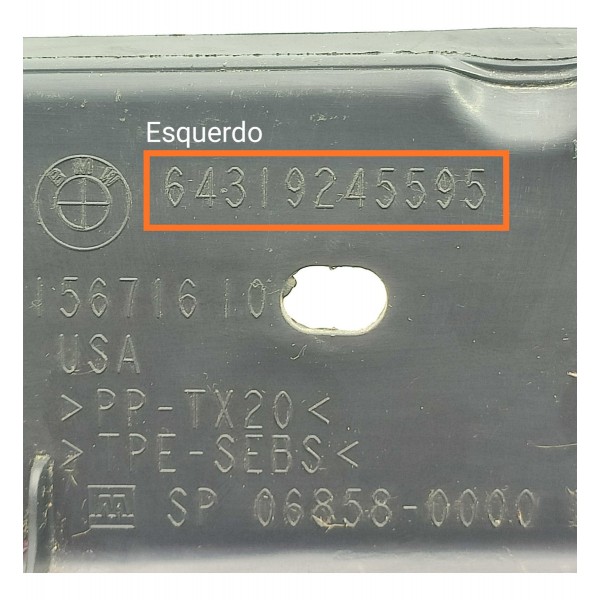 Esquerdo
BMW
64319245595
156716 10
USA
>PP-TX20<
>TPE-SEBS<
SP 06858-0000